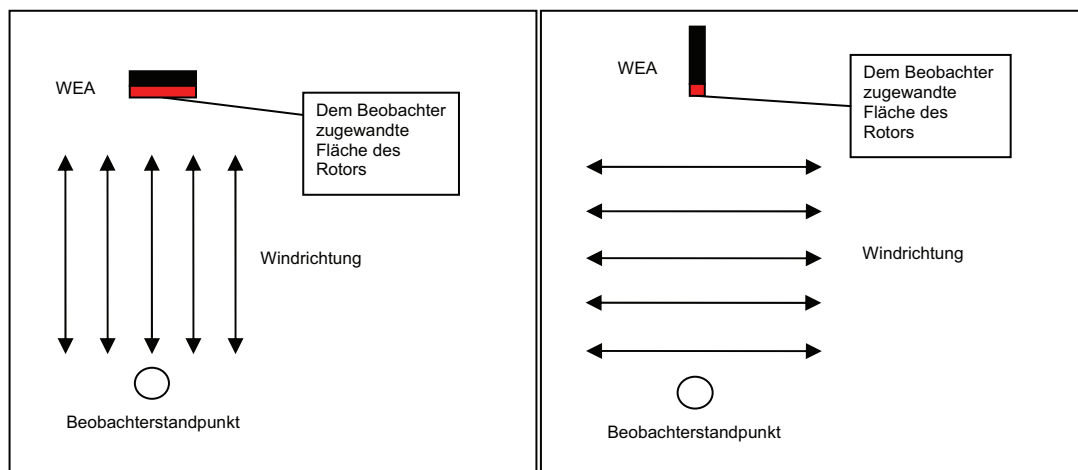 WEA
Dem Beobachter
zugewandte
Fläche des
Rotors
Windrichtung
Beobachterstandpunkt
WEA
Dem Beobachter
zugewandte
Fläche des
Rotors
Windrichtung
Beobachterstandpunkt